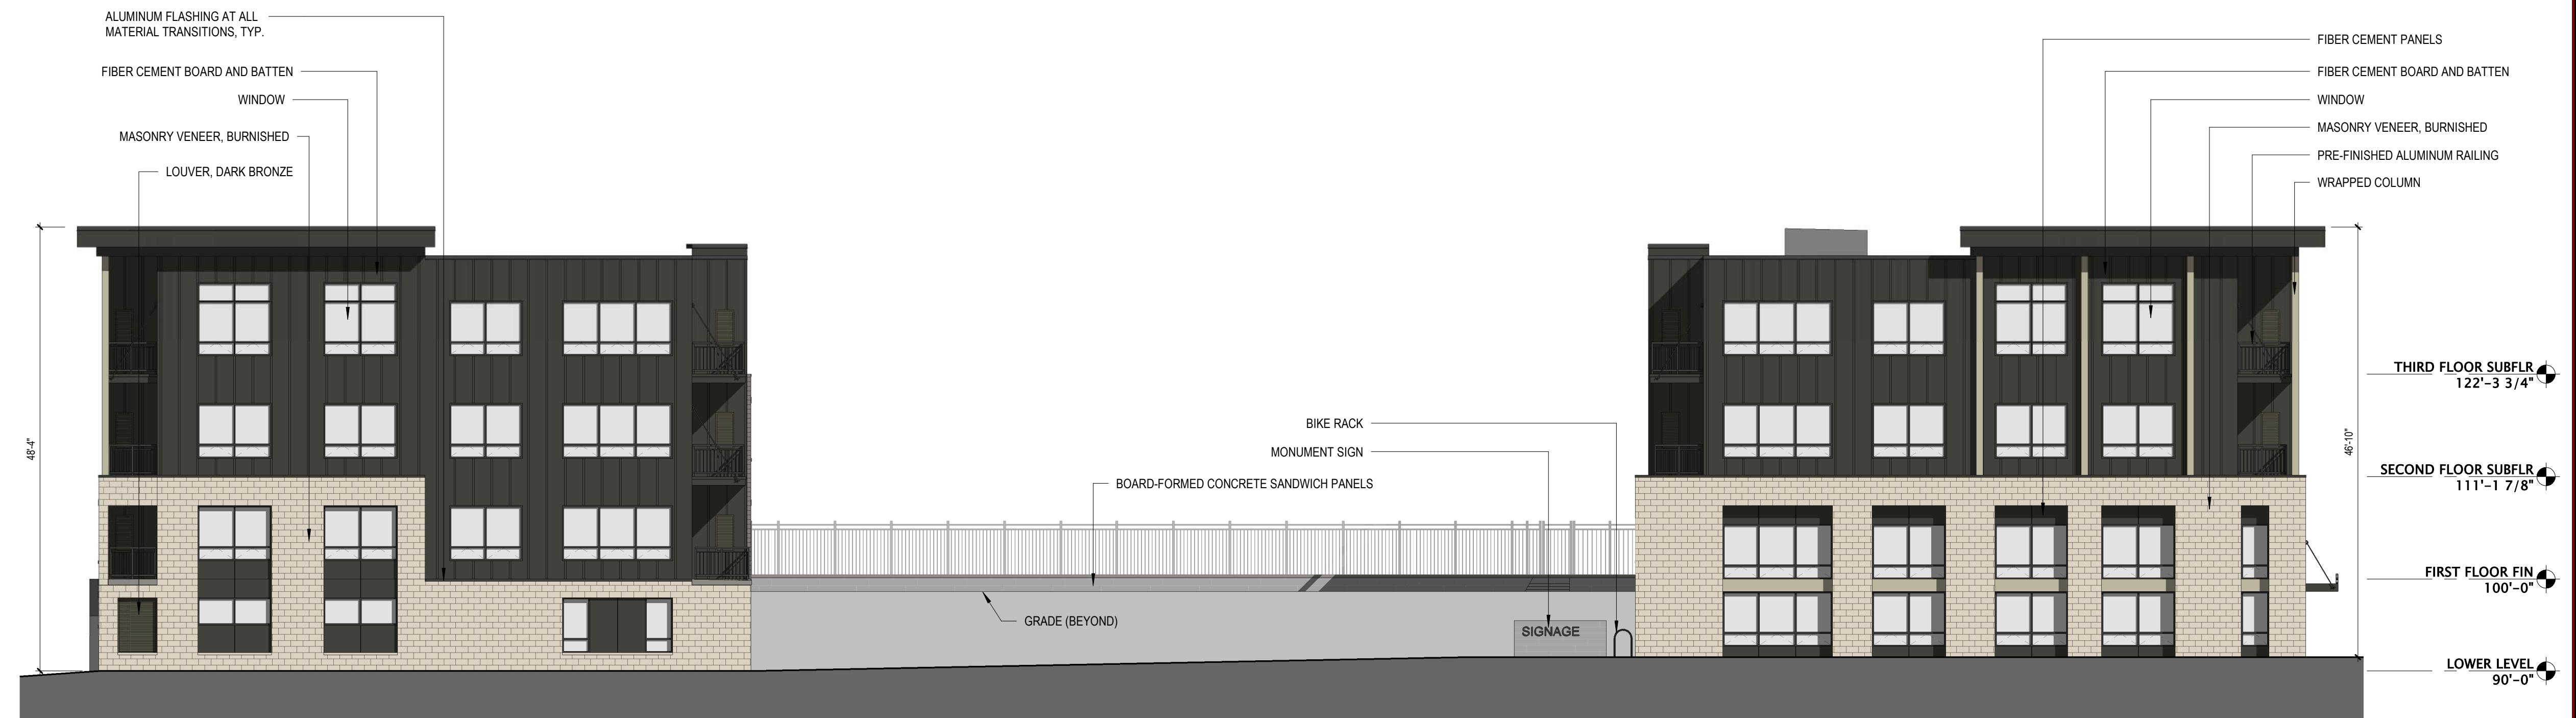 ALUMINUM FLASHING AT ALL
MATERIAL TRANSITIONS, TYP.
FIBER CEMENT BOARD AND BATTEN
WINDOW
MASONRY VENEER, BURNISHED
LOUVER, DARK BRONZE
48'-4"
BIKE RACK
MONUMENT SIGN
BOARD-FORMED CONCRETE SANDWICH PANELS
GRADE (BEYOND)
SIGNAGE
FIBER CEMENT PANELS
FIBER CEMENT BOARD AND BATTEN
WINDOW
MASONRY VENEER, BURNISHED
PRE-FINISHED ALUMINUM RAILING
WRAPPED COLUMN
46'-10"
THIRD FLOOR SUBFLR
122'-3 3/4"
SECOND FLOOR SUBFLR
111'-1 7/8"
FIRST FLOOR FIN
100'-0"
LOWER LEVEL
90'-0"